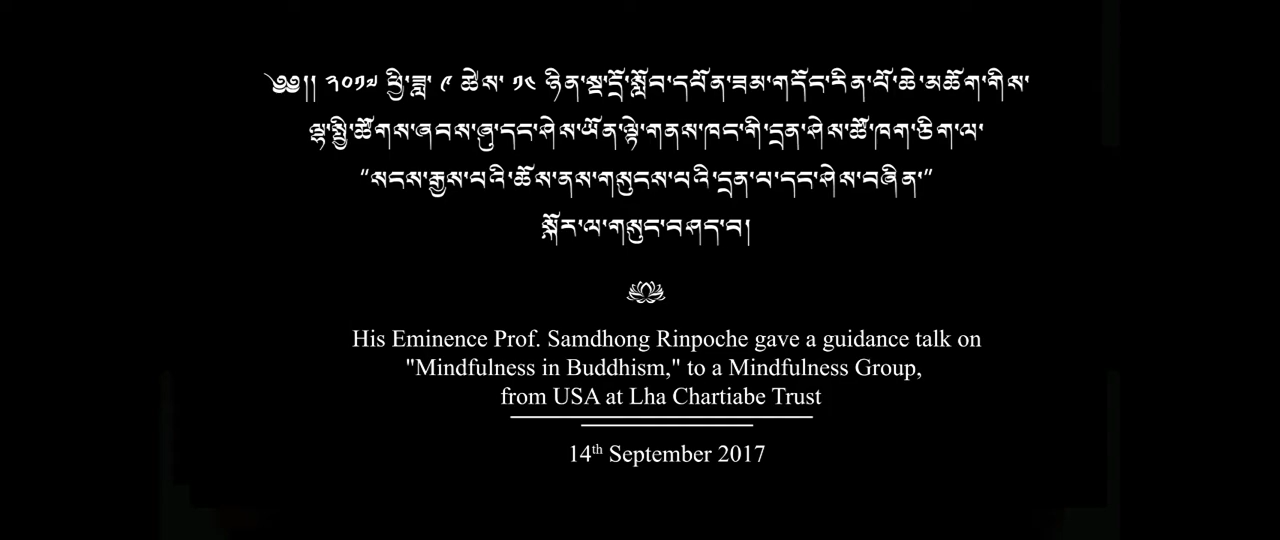 ༄༅།། ༢༠༡༧ ཕྱི་ཟླ་ ༩ ཚེས་ ༡༤ ཉིན་སྔ་དྲོ་སློབ་དཔོན་ཟམ་གདོང་རིན་པོ་ཆེ་མཆོག་གིས་
ལྷ་སྤྱི་ཚོགས་ཞབས་ཞུ་དང་ཤེས་ཡོན་ལྟེ་གནས་ཁང་གི་དྲན་ཤེས་ཚོ་ཁག་ཅིག་ལ་
“སངས་རྒྱས་པའི་ཆོས་ནས་གསུངས་པའི་དྲན་པ་དང་ཤེས་བཞིན་”
སྐོར་ལ་གསུང་བཤད་བ།
His Eminence Prof. Samdhong Rinpoche gave a guidance talk on
"Mindfulness in Buddhism," to a Mindfulness Group,
from USA at Lha Chartiabe Trust
14th September 2017